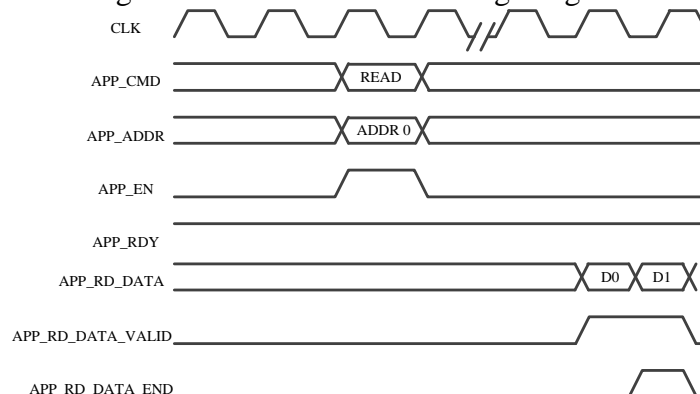 CLK
APP_CMD
READ
APP_ADDR
ADDR 0
APP_EN
APP_RDY
APP_RD_DATA
D0
D1
APP_RD_DATA_VALID
APP_RD_DATA_END